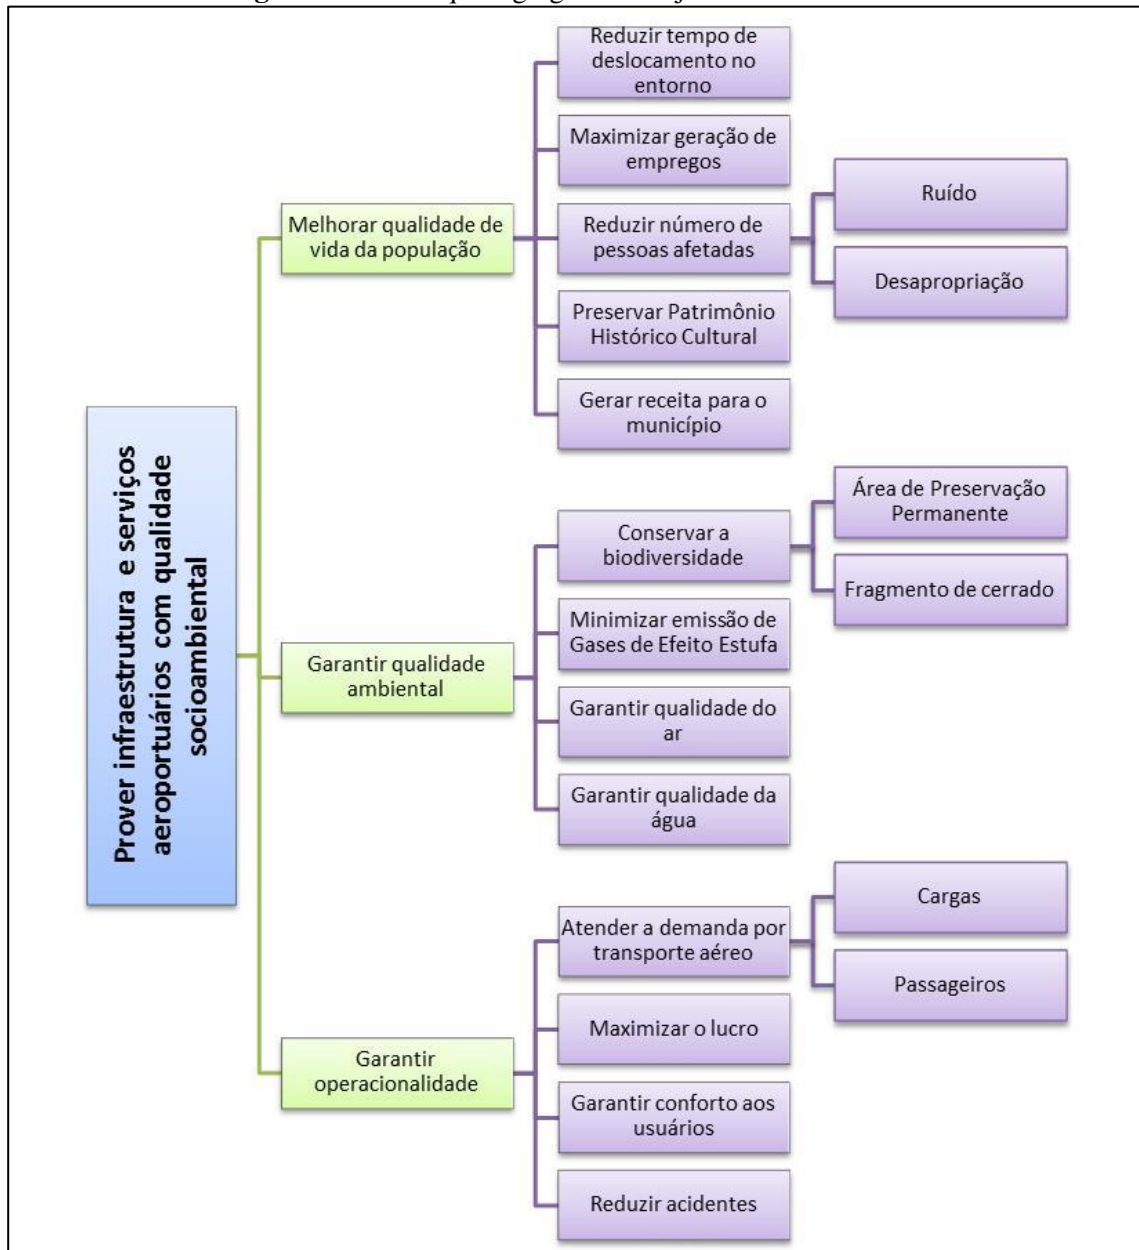 Reduzir tempo de
deslocamento no
entorno
Maximizar geração de
empregos
Ruído
Melhorar qualidade de
vida da população
Reduzir número de
pessoas afetadas
Desapropriação
Preservar Patrimônio
Histórico Cultural
Gerar receita para o
município
Prover infraestrutura e serviços
aeroportuários com qualidade
socioambiental
Área de Preservação
Permanente
Conservar a
biodiversidade
Fragmento de cerrado
Minimizar emissão de
Gases de Efeito Estufa
Garantir qualidade
ambiental
Garantir qualidade do
ar
Garantir qualidade da
água
Cargas
Atender a demanda por
transporte aéreo
Passageiros
Maximizar o lucro
Garantir
operacionalidade
Garantir conforto aos
usuários
Reduzir acidentes